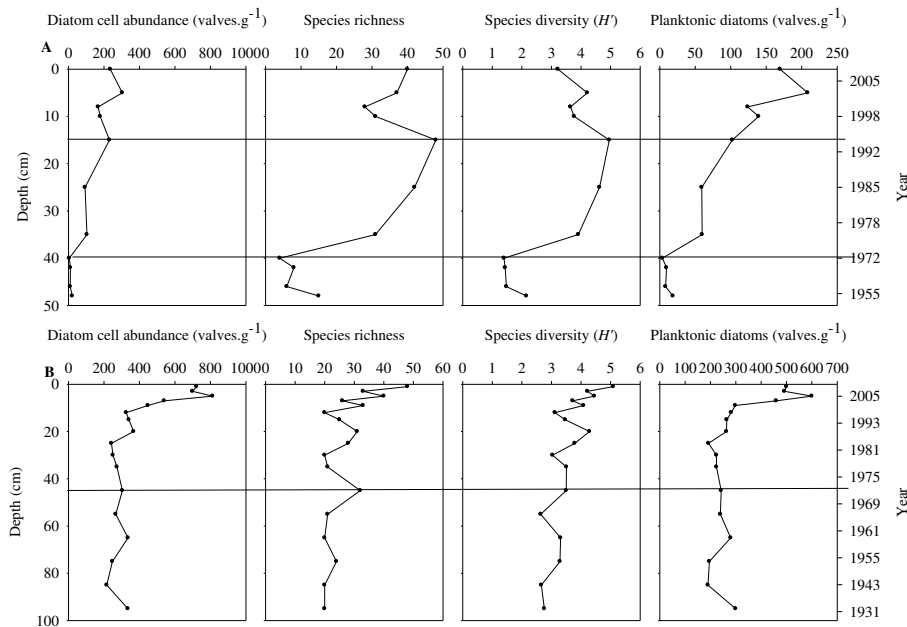 Diatom cell abundance (valves.g-1)
Species richness
Species diversity (H')
Planktonic diatoms (valves.g-1)
A
0 200 400 600 800 1000
0 10 20 30 40 50
0 1 2 3 4 5 6
0 50 100 150 200 250
0
10
20
30
40
50
Depth (cm)
2005
1998
1992
1985
1978
1972
1955
Year
Diatom cell abundance (valves.g-1)
Species richness
Species diversity (H')
Planktonic diatoms (valves.g-1)
B
0 200 400 600 800 1000
0 10 20 30 40 50
0 1 2 3 4 5 6
0 100 200 300 400 500 600 700
0
20
40
60
80
100
Depth (cm)
2005
1993
1981
1975
1969
1961
1955
1943
1931
Year